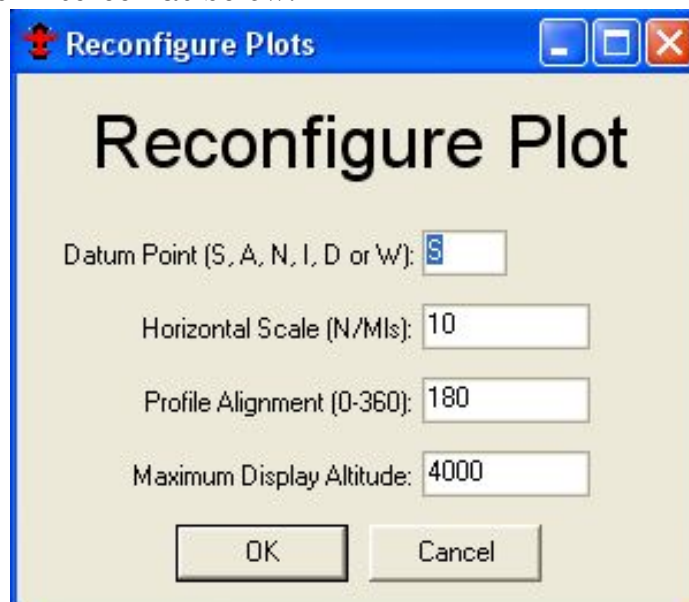 Reconfigure Plots
Reconfigure Plot
Datum Point (S, A, N, I, D or W): S
Horizontal Scale (N/Mls): 10
Profile Alignment (0-360): 180
Maximum Display Altitude: 4000
OK Cancel